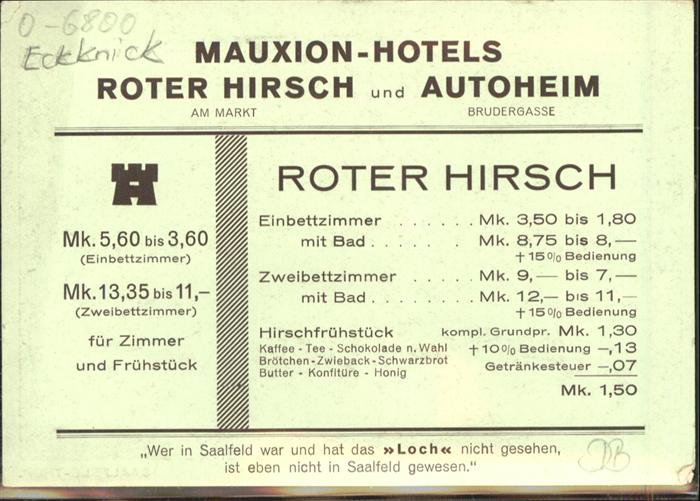 O-6800
Eckknick
MAUXION-HOTELS
ROTER HIRSCH und AUTOHEIM
AM MARKT BRUDERGASSE
Mk. 5,60 bis 3,60
(Einbettzimmer)
Mk. 13,35 bis 11,–
(Zweibettzimmer)
für Zimmer
und Frühstück
ROTER HIRSCH
Einbettzimmer . . . . . . Mk. 3,50 bis 1,80
mit Bad . . . . . . Mk. 8,75 bis 8,—
† 15% Bedienung
Zweibettzimmer . . . . . Mk. 9,— bis 7,—
mit Bad . . . . . . Mk. 12,— bis 11,—
† 15% Bedienung
Hirschfrühstück kompl. Grundpr. Mk. 1,30
Kaffee - Tee - Schokolade n. Wahl † 10% Bedienung –,13
Brötchen - Zwieback - Schwarzbrot Getränkesteuer –,07
Butter - Konfitüre - Honig
Mk. 1,50
„Wer in Saalfeld war und hat das »Loch« nicht gesehen,
ist eben nicht in Saalfeld gewesen.“